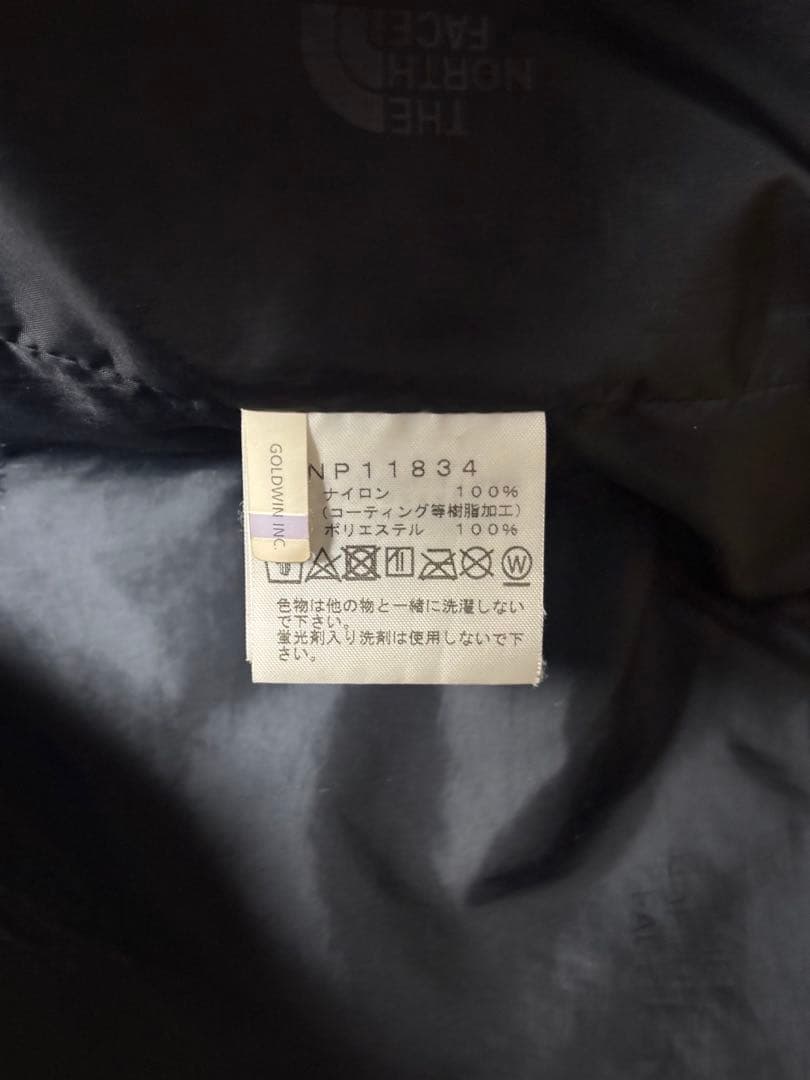 THE
NORTH
FACE
GOLDWIN INC.
NP11834
ナイロン 100%
(コーティング等樹脂加工)
ポリエステル 100%
W
色物は他の物と一緒に洗濯しない
で下さい。
蛍光剤入り洗剤は使用しないで下
さい。